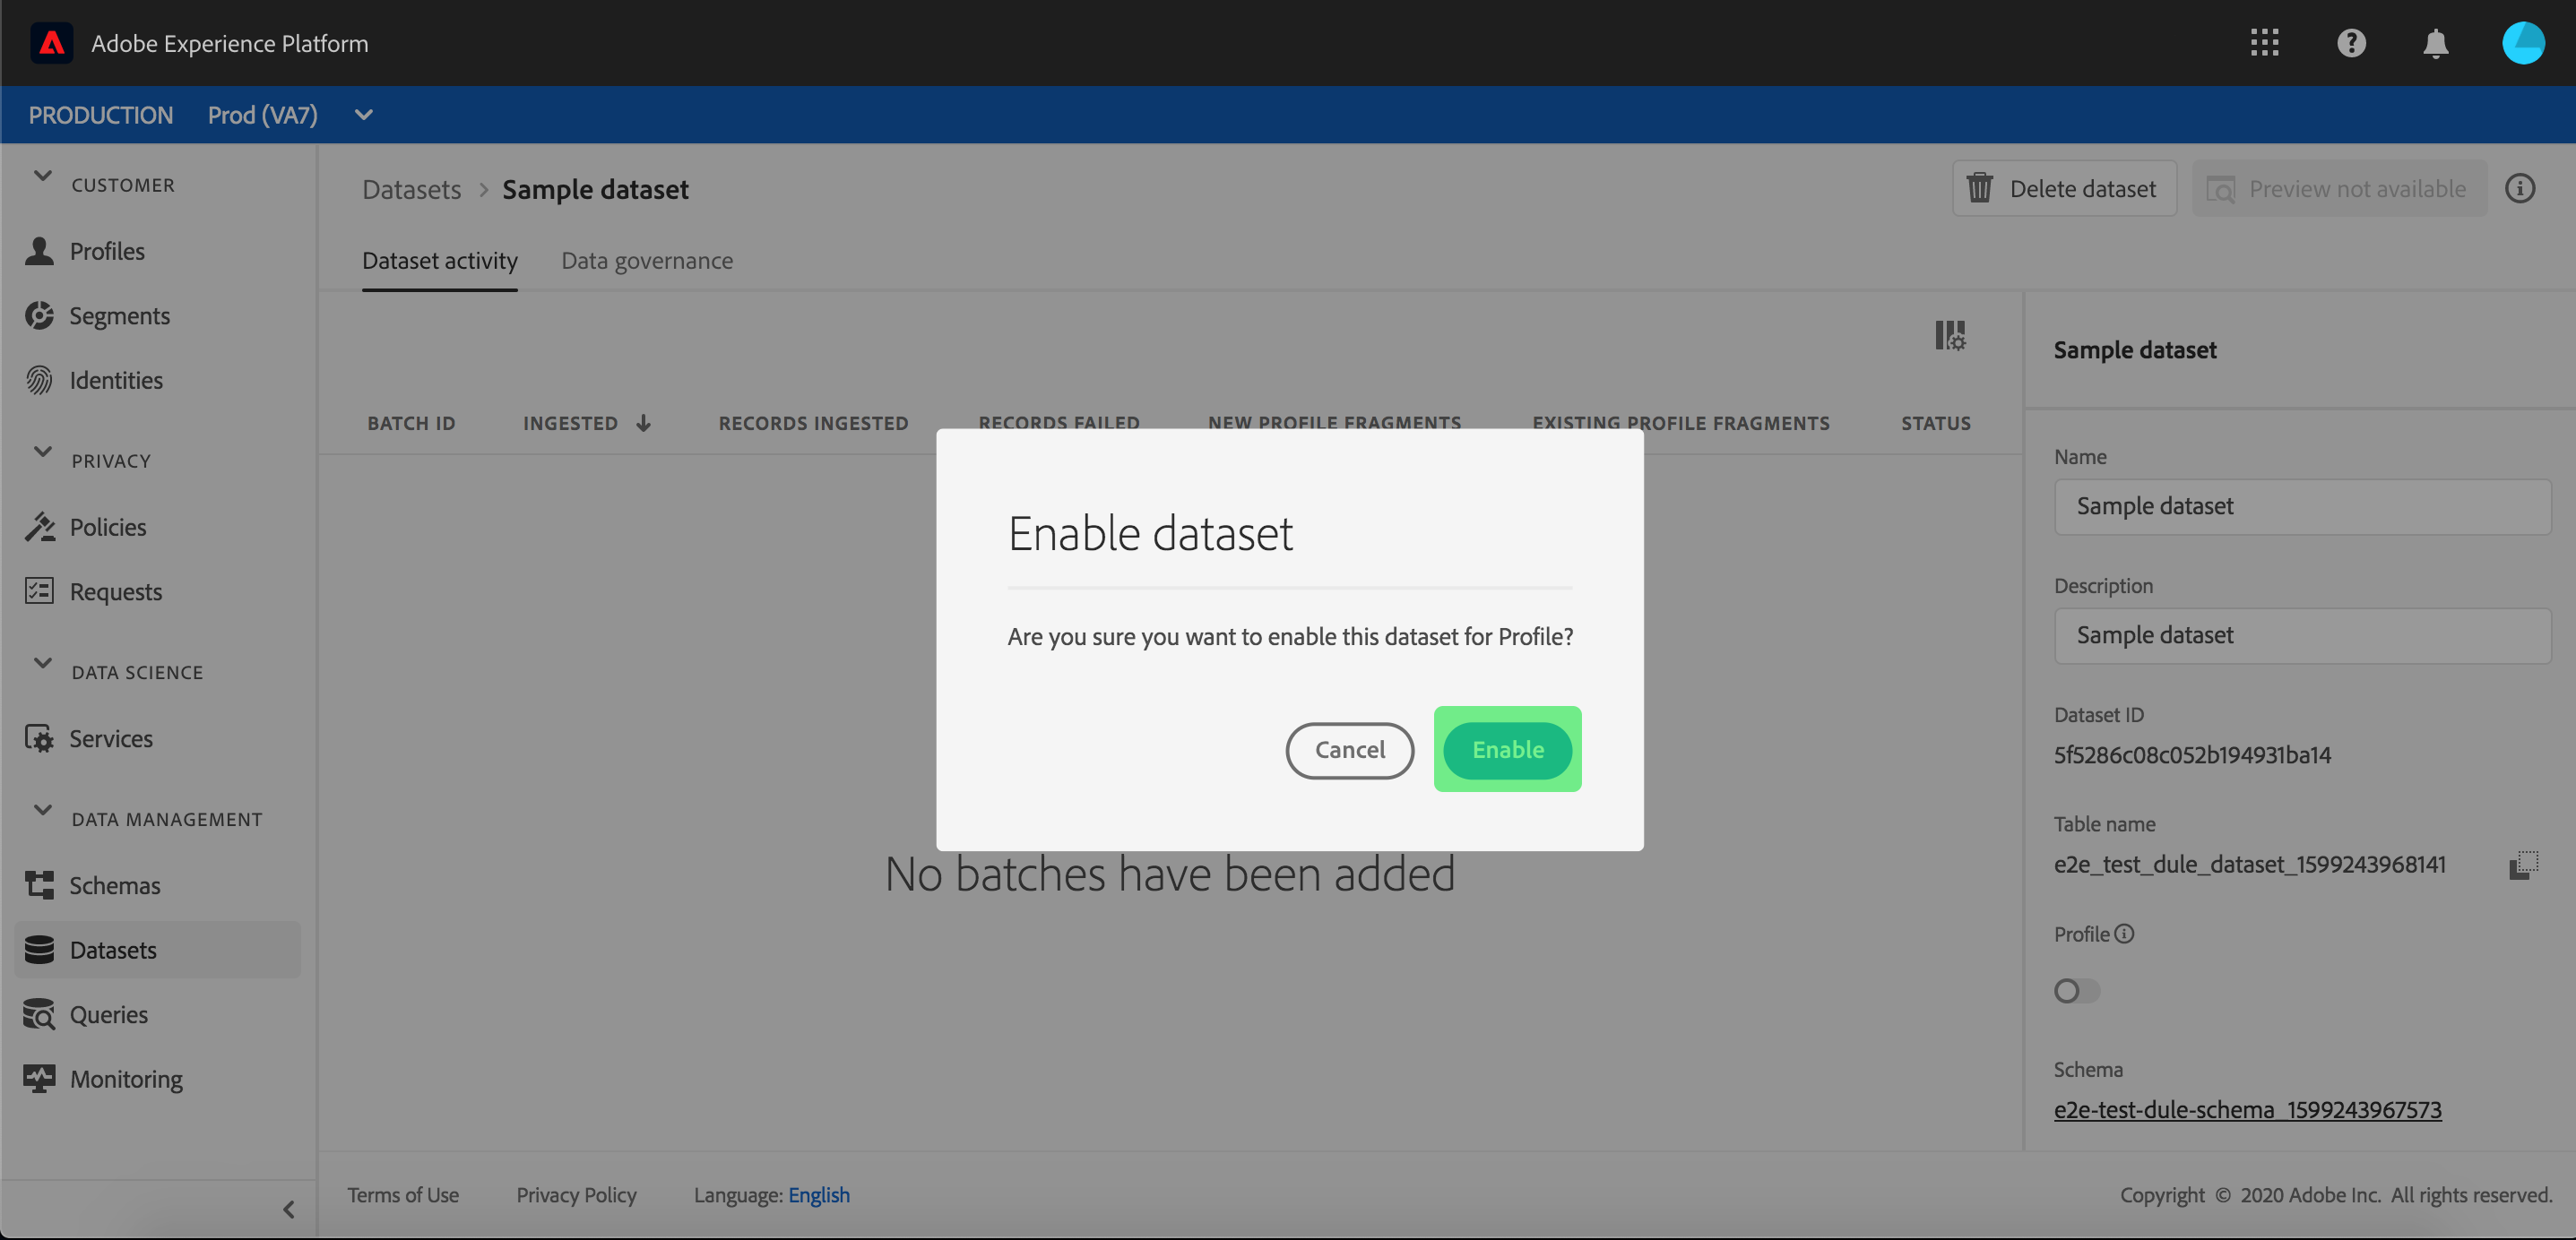 Adobe Experience Platform
PRODUCTION Prod (VA7)
CUSTOMER
Profiles
Segments
Identities
PRIVACY
Policies
Requests
DATA SCIENCE
Services
DATA MANAGEMENT
Schemas
Datasets
Queries
Monitoring
Datasets > Sample dataset
Delete dataset
Preview not available
Dataset activity Data governance
BATCH ID INGESTED RECORDS INGESTED RECORDS FAILED NEW PROFILE FRAGMENTS EXISTING PROFILE FRAGMENTS STATUS
Enable dataset
Are you sure you want to enable this dataset for Profile?
Cancel Enable
No batches have been added
Sample dataset
Name
Sample dataset
Description
Sample dataset
Dataset ID
5f5286c08c052b194931ba14
Table name
e2e_test_dule_dataset_1599243968141
Profile
Schema
e2e-test-dule-schema_1599243967573
Terms of Use Privacy Policy Language: English
Copyright © 2020 Adobe Inc. All rights reserved.